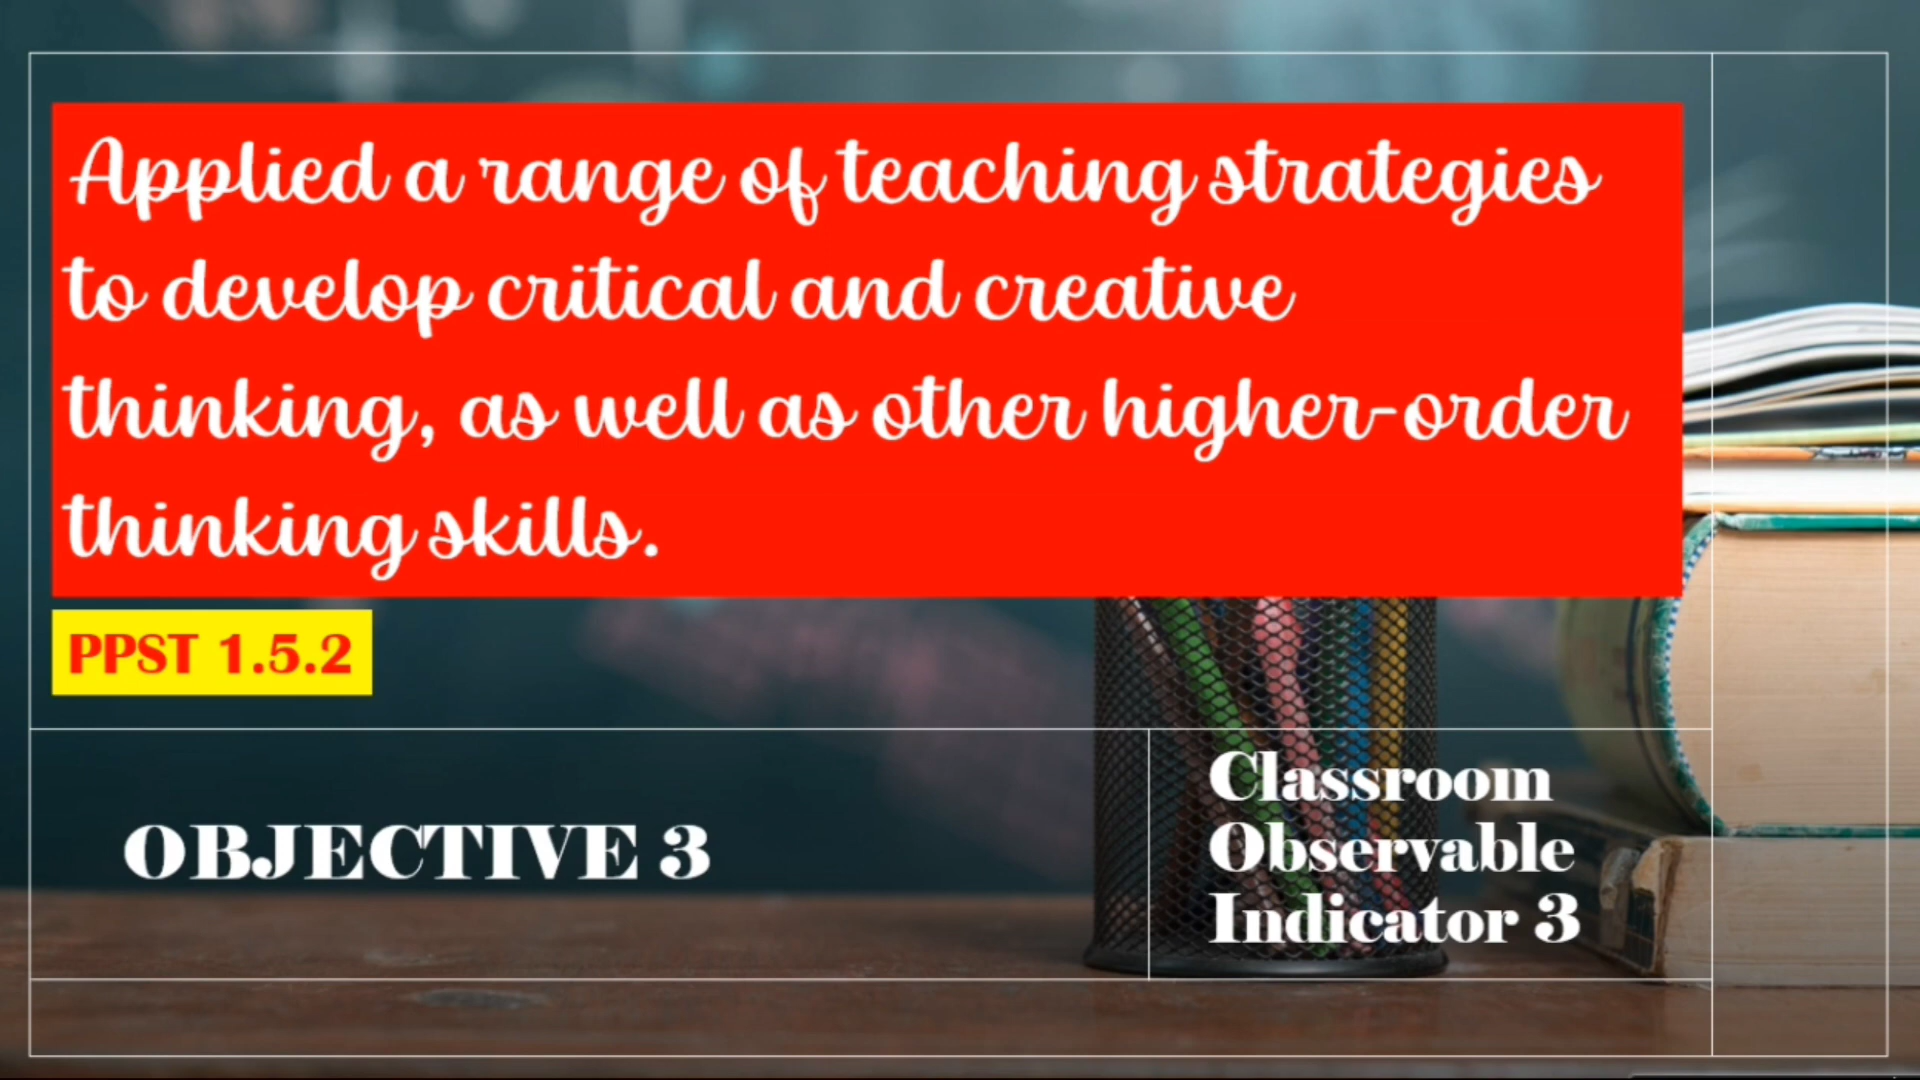 Applied a range of teaching strategies
to develop critical and creative
thinking, as well as other higher-order
thinking skills.
PPST 1.5.2
OBJECTIVE 3
Classroom
Observable
Indicator 3